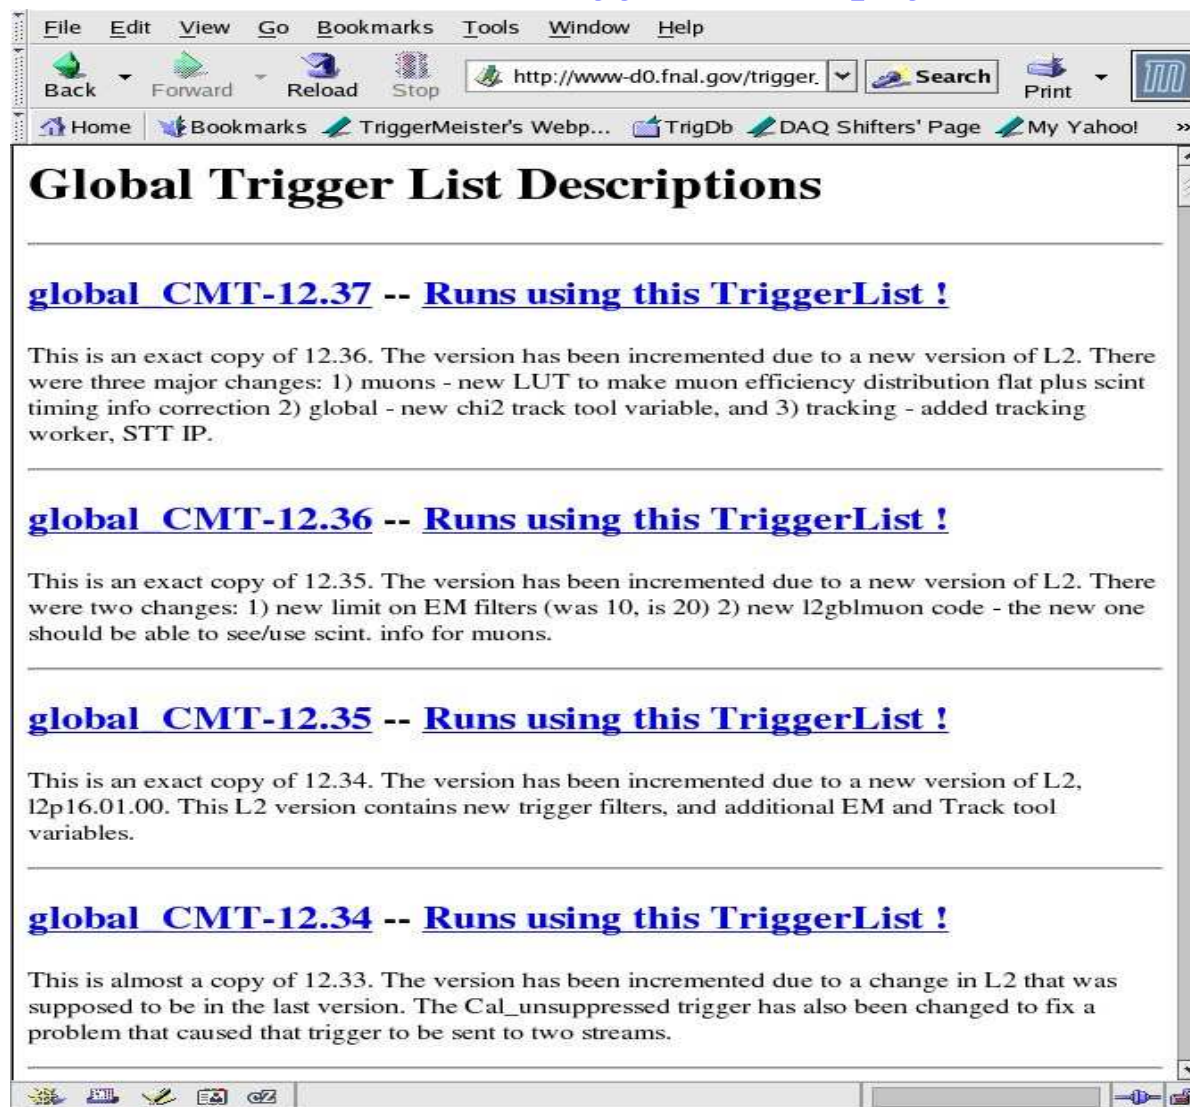 File Edit View Go Bookmarks Tools Window Help
Back Forward Reload Stop http://www-d0.fnal.gov/trigger. Search Print
Home Bookmarks TriggerMeister's Webp... TrigDb DAQ Shifters' Page My Yahoo! »
Global Trigger List Descriptions
global_CMT-12.37 -- Runs using this TriggerList !
This is an exact copy of 12.36. The version has been incremented due to a new version of L2. There
were three major changes: 1) muons - new LUT to make muon efficiency distribution flat plus scint
timing info correction 2) global - new chi2 track tool variable, and 3) tracking - added tracking
worker, STT IP.
global_CMT-12.36 -- Runs using this TriggerList !
This is an exact copy of 12.35. The version has been incremented due to a new version of L2. There
were two changes: 1) new limit on EM filters (was 10, is 20) 2) new l2gblmuon code - the new one
should be able to see/use scint. info for muons.
global_CMT-12.35 -- Runs using this TriggerList !
This is an exact copy of 12.34. The version has been incremented due to a new version of L2,
l2p16.01.00. This L2 version contains new trigger filters, and additional EM and Track tool
variables.
global_CMT-12.34 -- Runs using this TriggerList !
This is almost a copy of 12.33. The version has been incremented due to a change in L2 that was
supposed to be in the last version. The Cal_unsuppressed trigger has also been changed to fix a
problem that caused that trigger to be sent to two streams.